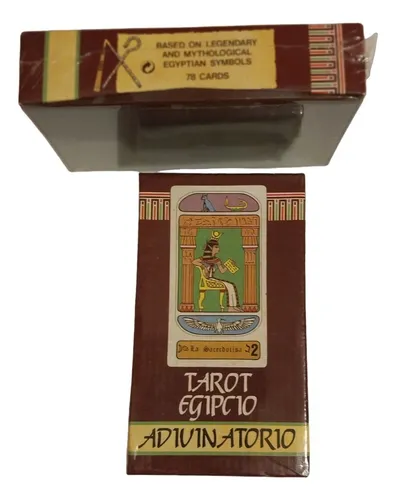 BASED ON LEGENDARY
AND MYTHOLOGICAL
EGYPTIAN SYMBOLS
78 CARDS
La Sacerdotisa 2
TAROT
EGIPCIO
ADIVINATORIO